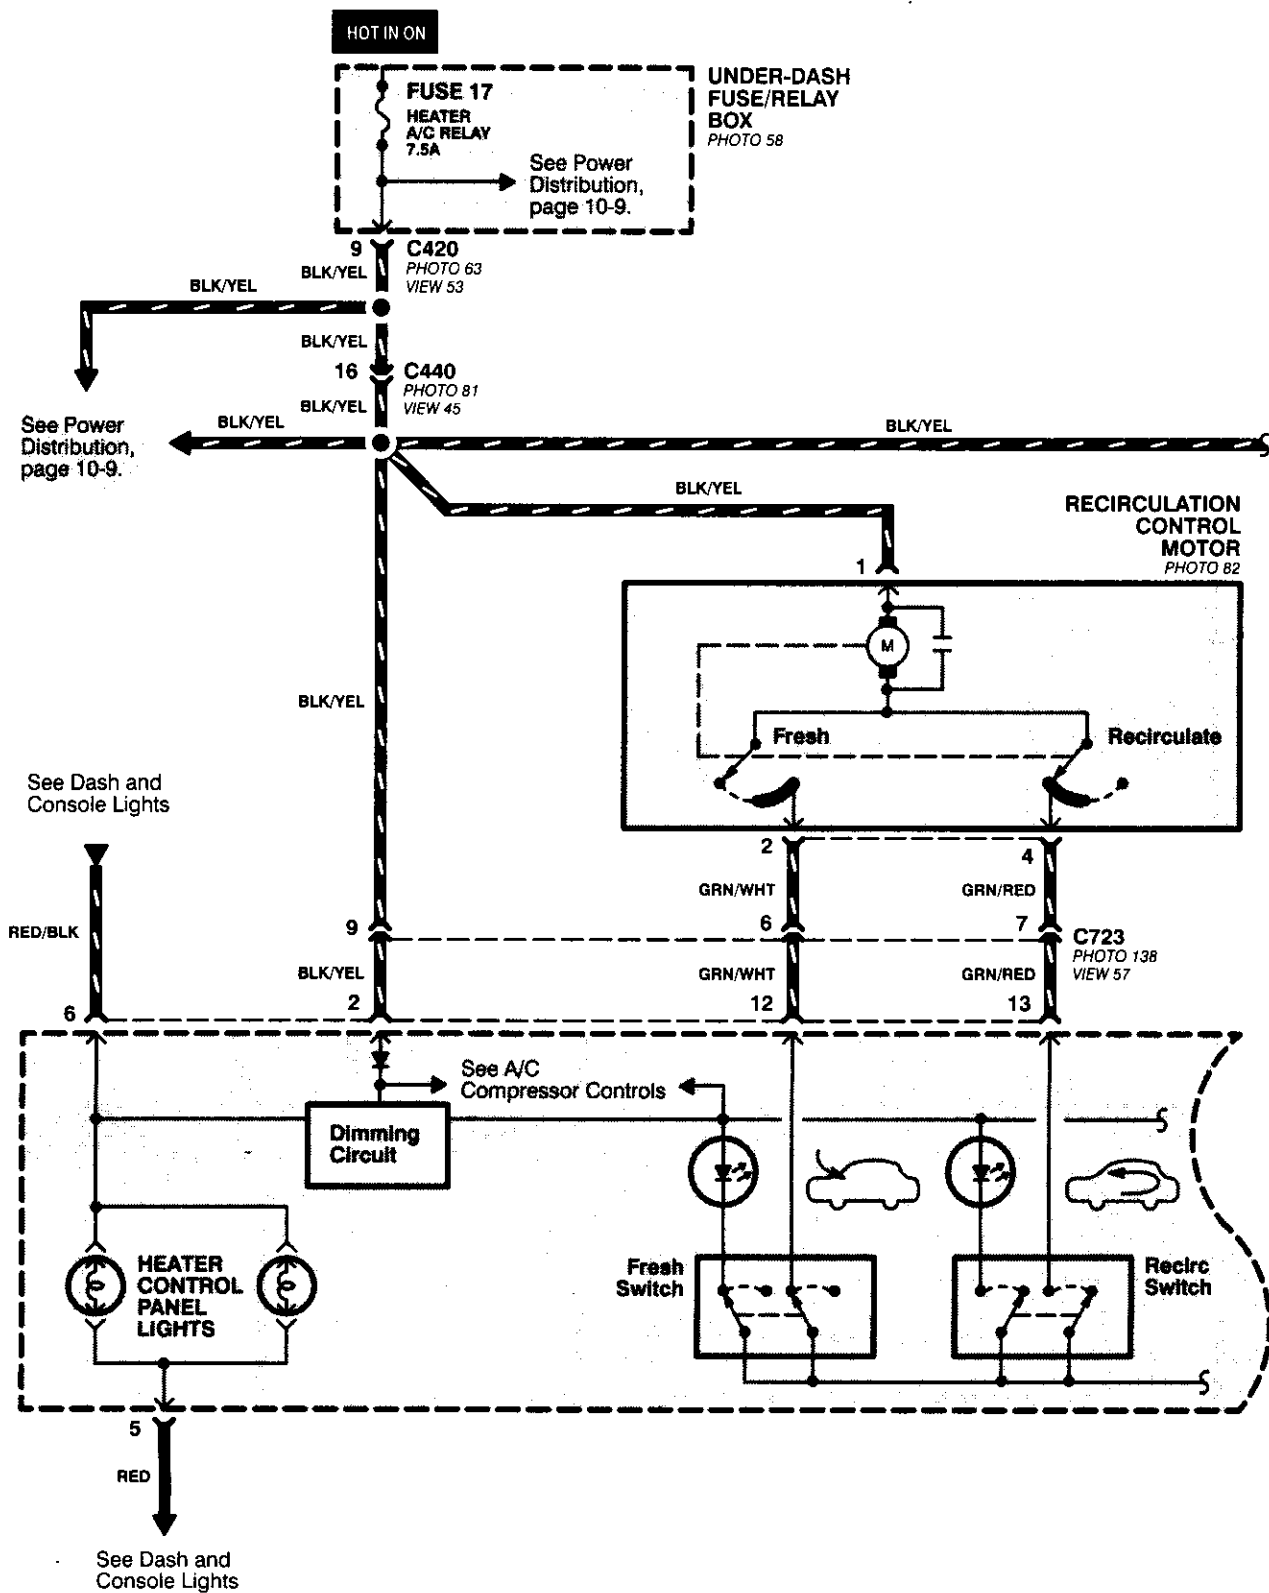 HOT IN ON
FUSE 17
HEATER
A/C RELAY
7.5A
See Power
Distribution,
page 10-9.
UNDER-DASH
FUSE/RELAY
BOX
PHOTO 58
9
C420
PHOTO 63
VIEW 53
BLK/YEL
BLK/YEL
BLK/YEL
16
C440
PHOTO 81
VIEW 45
BLK/YEL
See Power
Distribution,
page 10-9.
BLK/YEL
BLK/YEL
BLK/YEL
RECIRCULATION
CONTROL
MOTOR
PHOTO 82
1
M
Fresh
Recirculate
BLK/YEL
See Dash and
Console Lights
2
4
GRN/WHT
GRN/RED
RED/BLK
9
6
7
C723
PHOTO 138
VIEW 57
BLK/YEL
GRN/WHT
GRN/RED
6
2
12
13
See A/C
Compressor Controls
Dimming
Circuit
HEATER
CONTROL
PANEL
LIGHTS
Fresh
Switch
Recirc
Switch
5
RED
See Dash and
Console Lights